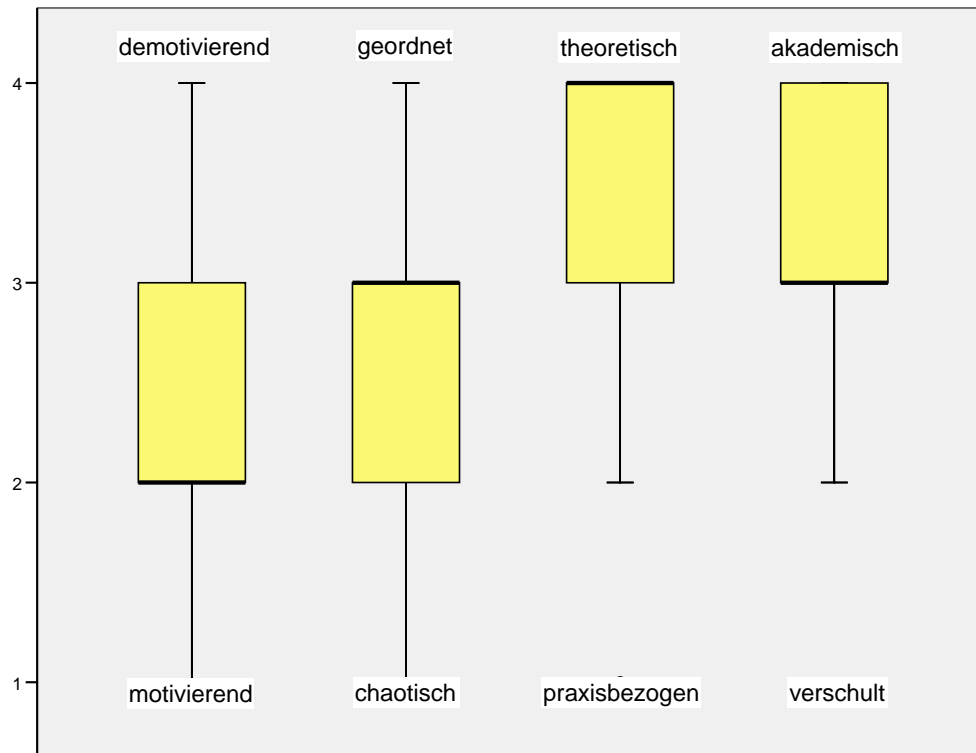 demotivierend geordnet theoretisch akademisch
4
3
2
1
motivierend chaotisch praxisbezogen verschult